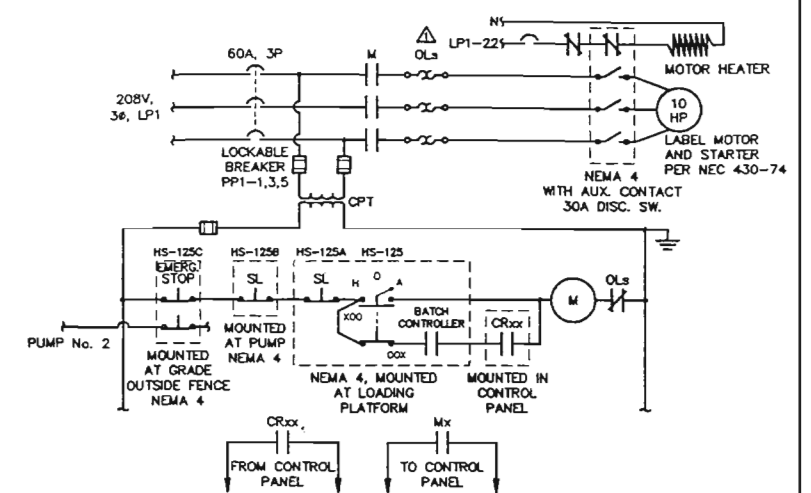 N
LP1-22
1
60A, 3P
M
OLs
MOTOR HEATER
208V,
3ø, LP1
10
HP
LOCKABLE
BREAKER
PP1-1,3,5
LABEL MOTOR
AND STARTER
PER NEC 430-74
NEMA 4
WITH AUX. CONTACT
30A DISC. SW.
CPT
HS-125C
HS-125B
HS-125A
HS-125
EMERG.
STOP
SL
SL
H
O
A
XOO
OOX
BATCH
CONTROLLER
CRxx
M
OLs
PUMP No. 2
MOUNTED
AT GRADE
OUTSIDE FENCE
NEMA 4
MOUNTED
AT PUMP
NEMA 4
NEMA 4, MOUNTED
AT LOADING
PLATFORM
MOUNTED IN
CONTROL
PANEL
CRxx,
FROM CONTROL
PANEL
Mx
TO CONTROL
PANEL